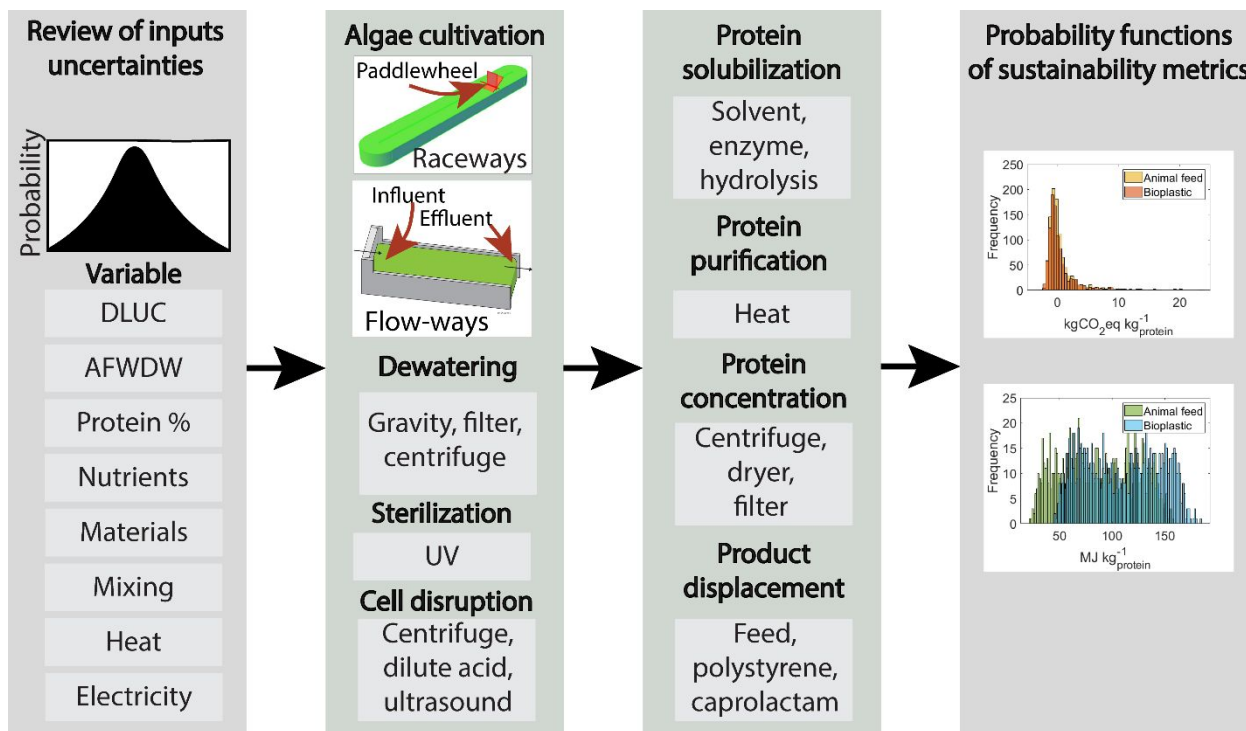 Review of inputs
uncertainties
Probability
Variable
DLUC
AFWDW
Protein %
Nutrients
Materials
Mixing
Heat
Electricity
Algae cultivation
Paddlewheel
Raceways
Influent
Effluent
Flow-ways
Dewatering
Gravity, filter,
centrifuge
Sterilization
UV
Cell disruption
Centrifuge,
dilute acid,
ultrasound
Protein
solubilization
Solvent,
enzyme,
hydrolysis
Protein
purification
Heat
Protein
concentration
Centrifuge,
dryer,
filter
Product
displacement
Feed,
polystyrene,
caprolactam
Probability functions
of sustainability metrics
250
200
150
100
50
0
Frequency
Animal feed
Bioplastic
0 10 20
kgCO₂eq kg⁻¹protein
25
20
15
10
5
0
Frequency
Animal feed
Bioplastic
50 100 150
MJ kg⁻¹protein